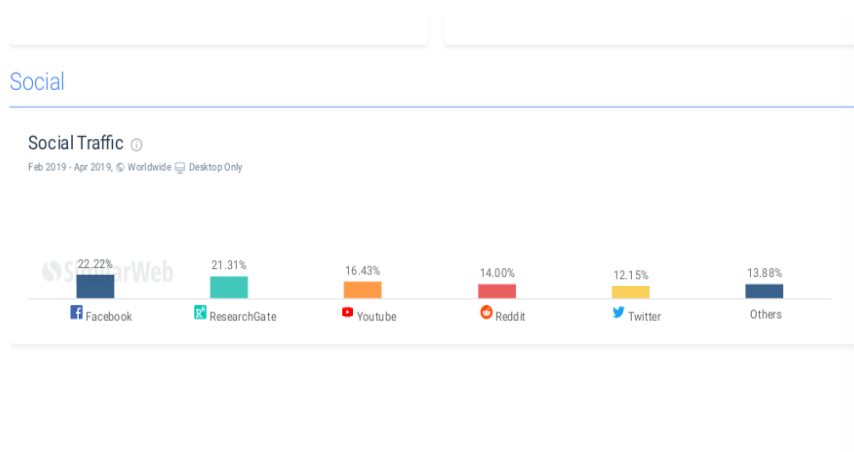 Social
Social Traffic
Feb 2019 - Apr 2019, Worldwide Desktop Only
SimilarWeb
22.22% 21.31% 16.43% 14.00% 12.15% 13.88%
Facebook ResearchGate Youtube Reddit Twitter Others